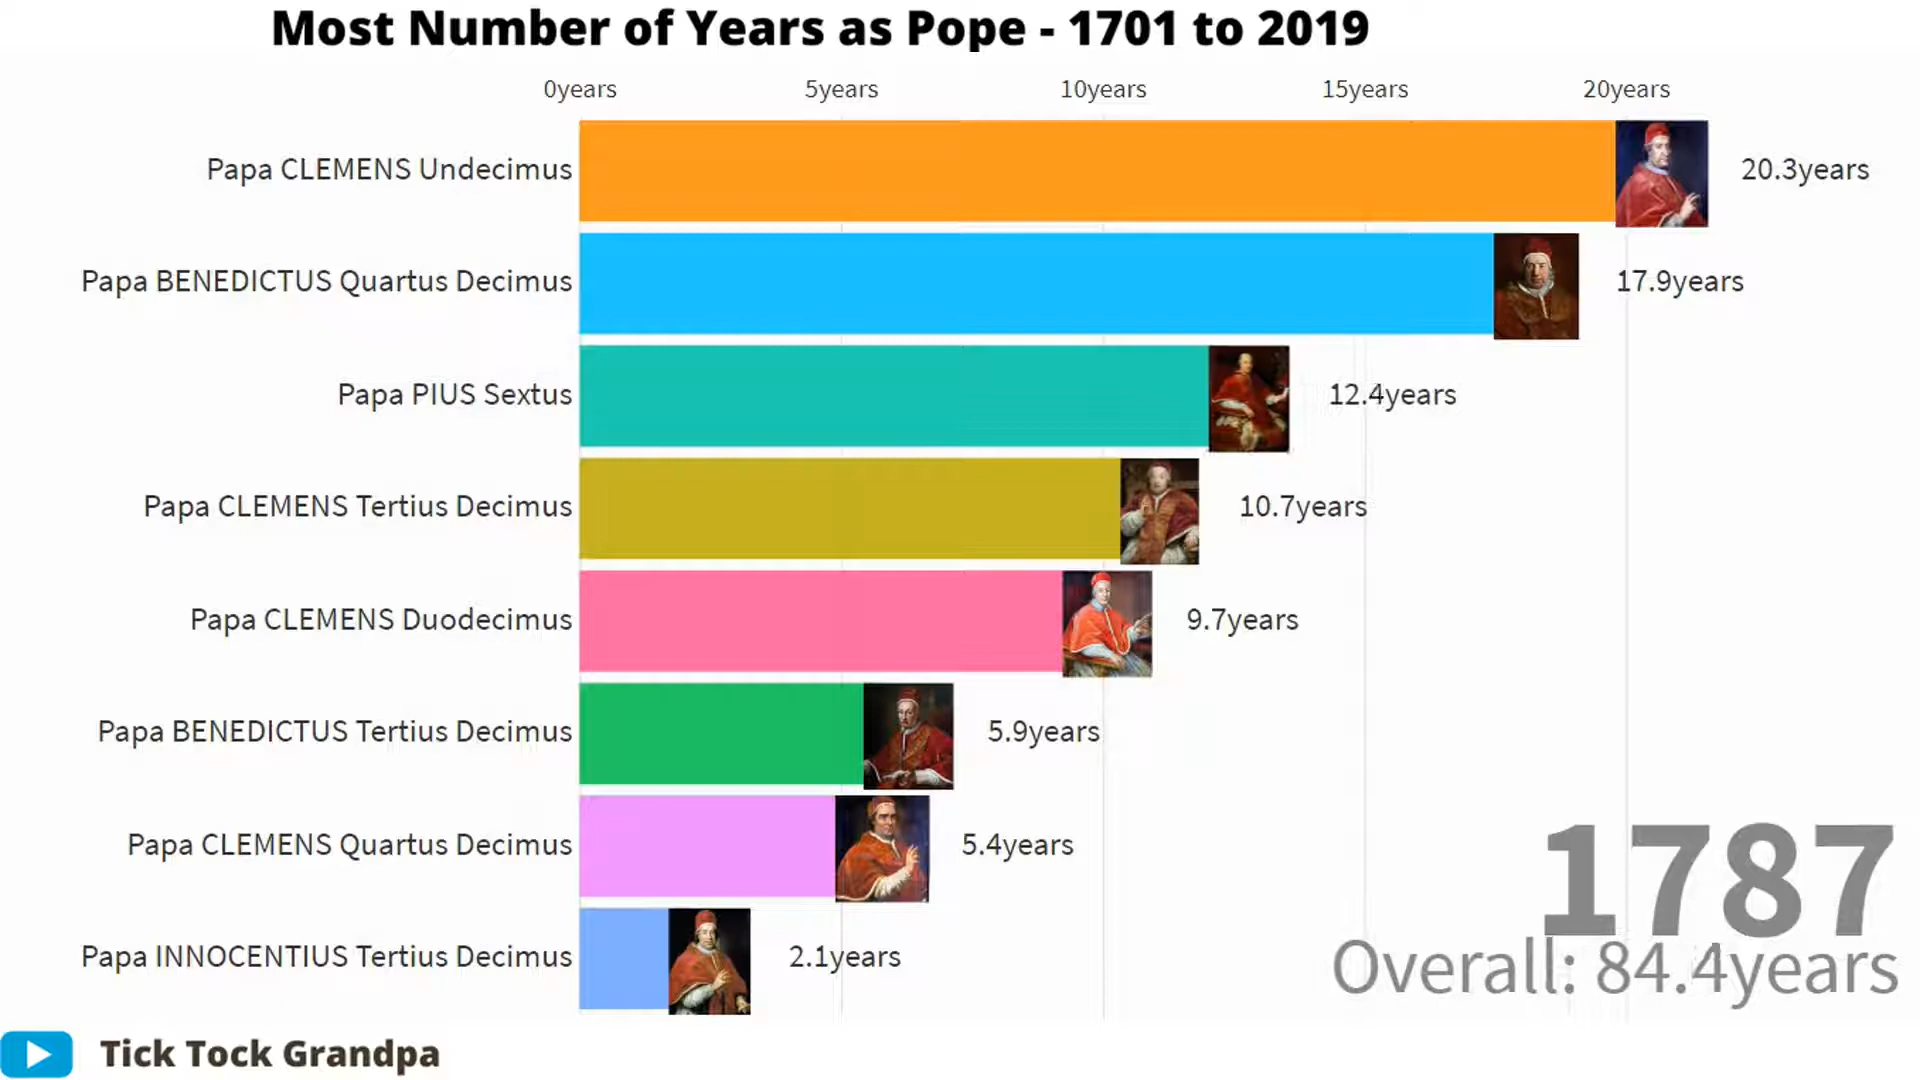 Most Number of Years as Pope - 1701 to 2019
0years 5years 10years 15years 20years
Papa CLEMENS Undecimus 20.3years
Papa BENEDICTUS Quartus Decimus 17.9years
Papa PIUS Sextus 12.4years
Papa CLEMENS Tertius Decimus 10.7years
Papa CLEMENS Duodecimus 9.7years
Papa BENEDICTUS Tertius Decimus 5.9years
Papa CLEMENS Quartus Decimus 5.4years
Papa INNOCENTIUS Tertius Decimus 2.1years
1787
Overall: 84.4years
Tick Tock Grandpa